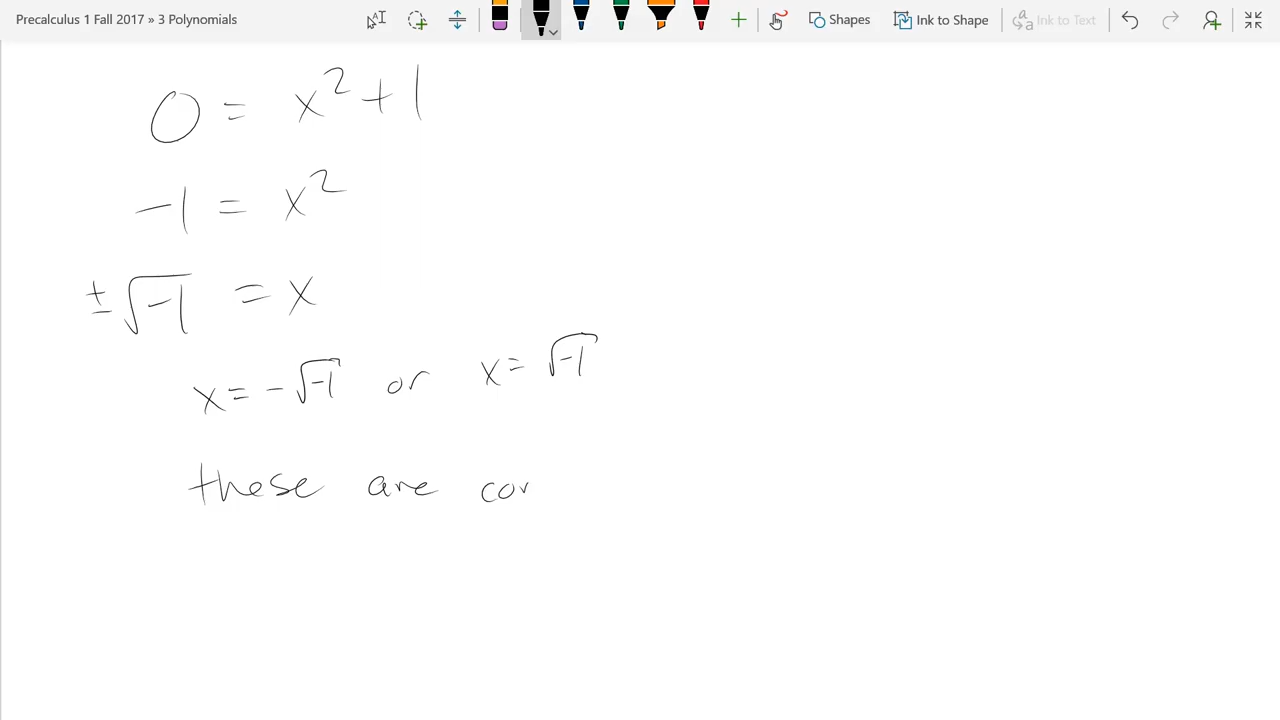 Precalculus 1 Fall 2017 » 3 Polynomials
Shapes
Ink to Shape
Ink to Text
0 = x² + 1
-1 = x²
±√-1 = x
x = -√-1 or x = √-1
these are cor